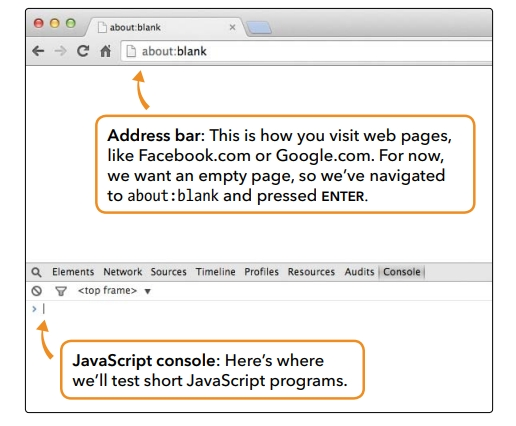 about:blank
about:blank
Address bar: This is how you visit web pages,
like Facebook.com or Google.com. For now,
we want an empty page, so we’ve navigated
to about:blank and pressed ENTER.
Elements Network Sources Timeline Profiles Resources Audits Console
<top frame> ▼
JavaScript console: Here’s where
we’ll test short JavaScript programs.